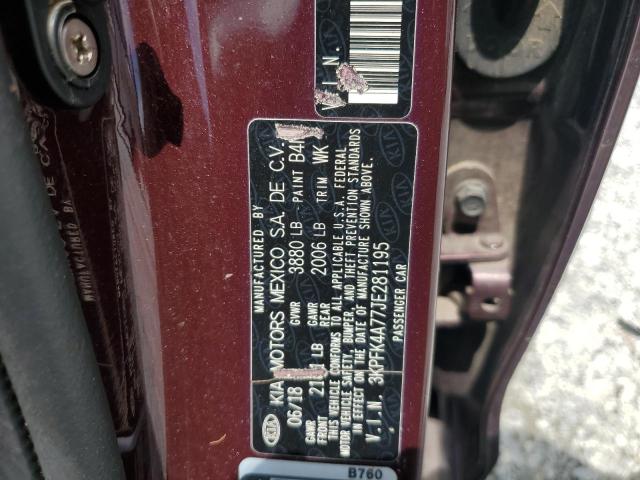 V.I.N.
KIA
MANUFACTURED BY
KIA MOTORS MEXICO S.A. DE C.V.
06/18 GVWR 3880 LB PAINT
GAWR FRONT LB GAWR REAR 2006 LB TRIM WK
THIS VEHICLE CONFORMS TO ALL APPLICABLE U.S.A. FEDERAL
MOTOR VEHICLE SAFETY, BUMPER, AND THEFT PREVENTION STANDARDS
IN EFFECT ON THE DATE OF MANUFACTURE SHOWN ABOVE.
V.I.N. 3KPFK4A77JE281195
PASSENGER CAR
B760